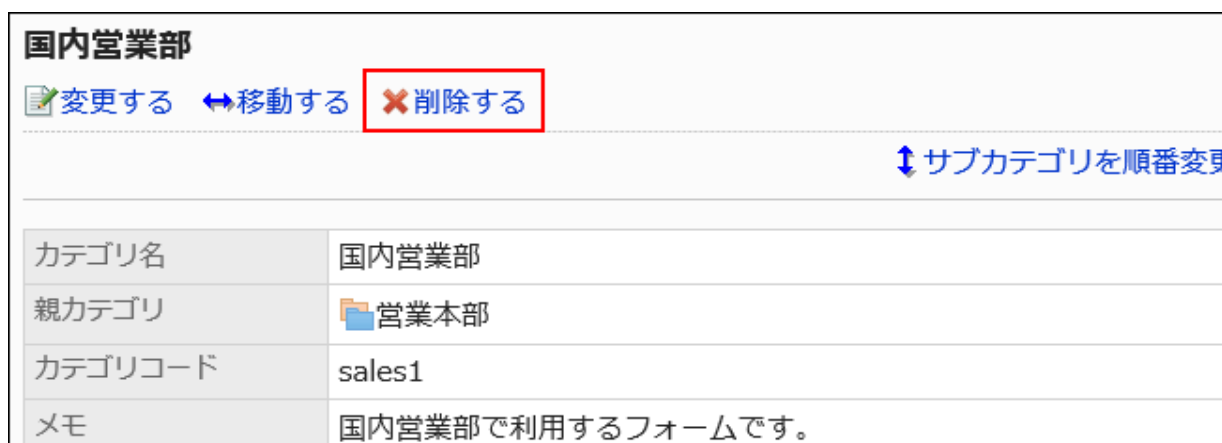 国内営業部
変更する 移動する 削除する
サブカテゴリを順番変
カテゴリ名 国内営業部
親カテゴリ 営業本部
カテゴリコード sales1
メモ 国内営業部で利用するフォームです。